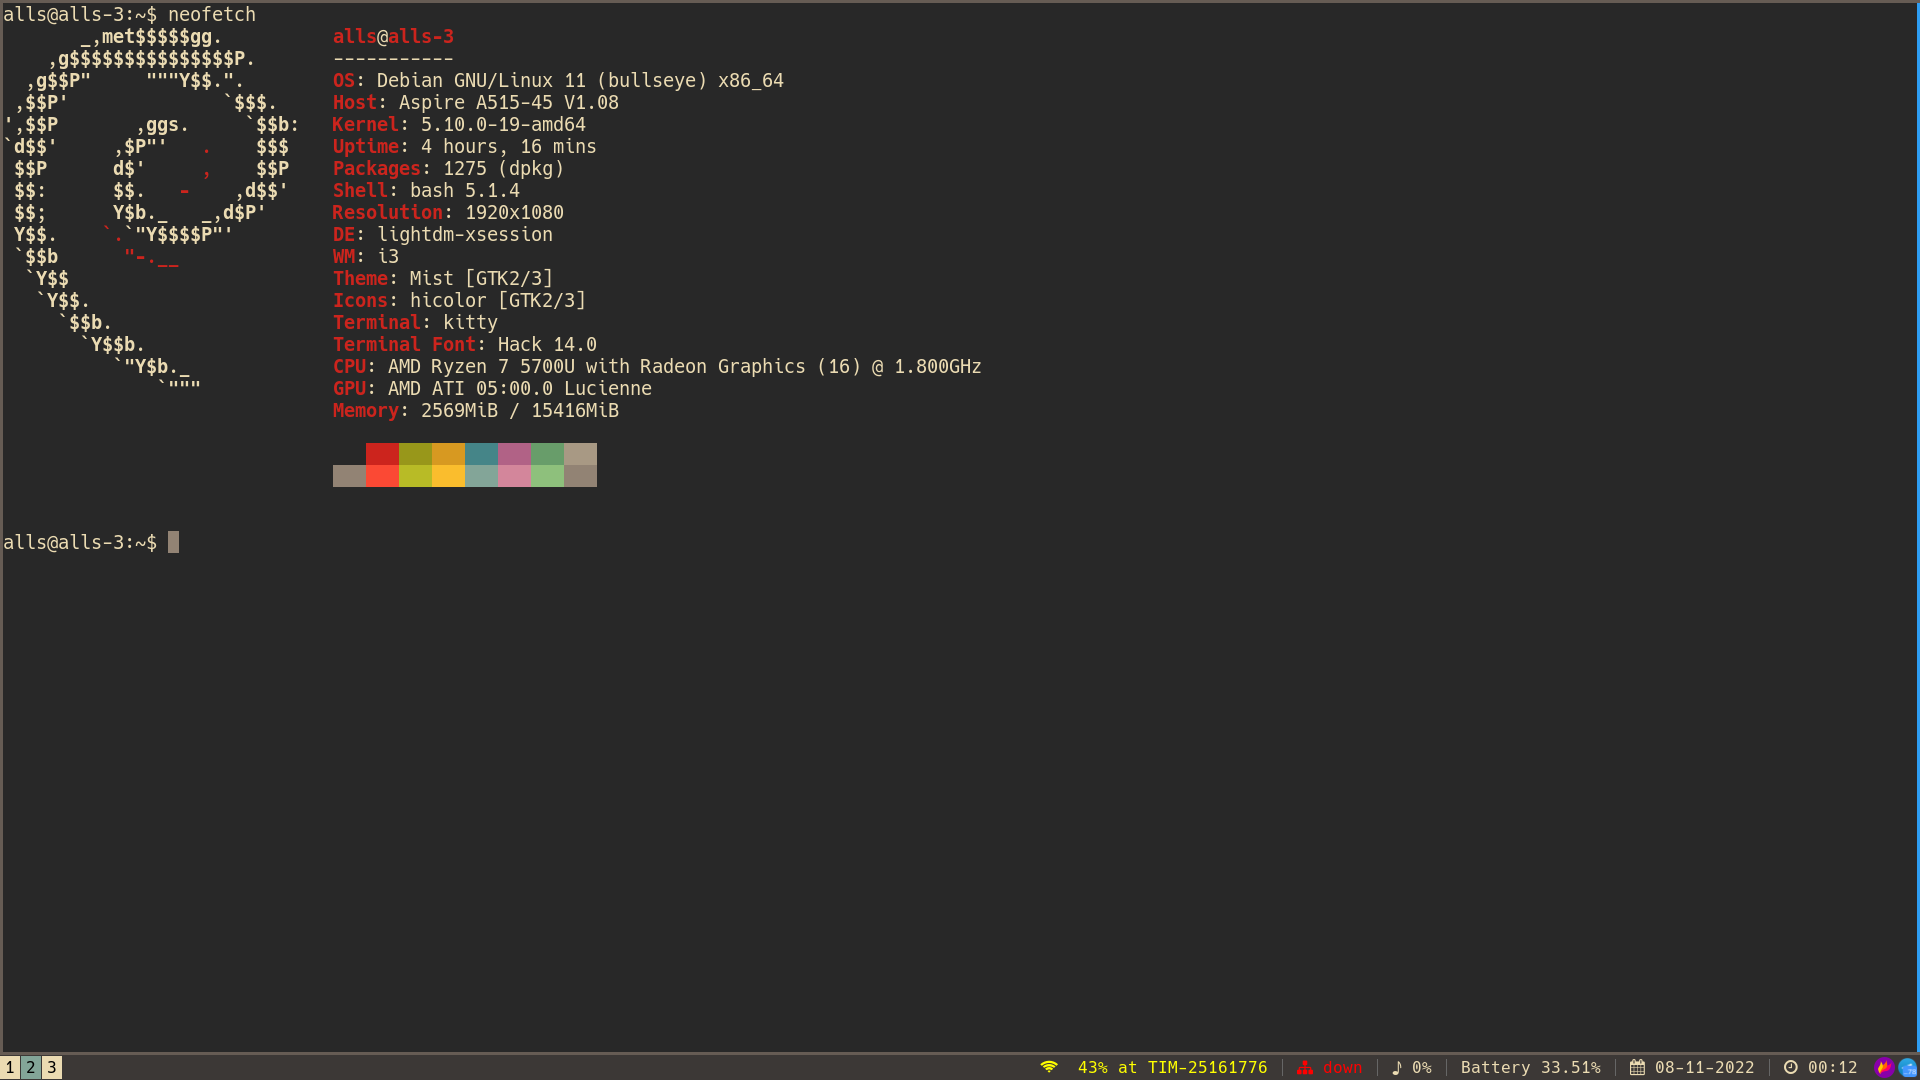 alls@alls-3:~$ neofetch
       _,met$$$$$gg.          alls@alls-3
    ,g$$$$$$$$$$$$$$$P.       -----------
  ,g$$P"     """Y$$.".        OS: Debian GNU/Linux 11 (bullseye) x86_64
 ,$$P'              `$$$.     Host: Aspire A515-45 V1.08
',$$P       ,ggs.     `$$b:   Kernel: 5.10.0-19-amd64
`d$$'     ,$P"'   .    $$$    Uptime: 4 hours, 16 mins
 $$P      d$'     ,    $$P    Packages: 1275 (dpkg)
 $$:      $$.   -    ,d$$'    Shell: bash 5.1.4
 $$;      Y$b._   _,d$P'      Resolution: 1920x1080
 Y$$.    `.`"Y$$$$P"'         DE: lightdm-xsession
 `$$b      "-.__              WM: i3
  `Y$$                        Theme: Mist [GTK2/3]
   `Y$$.                      Icons: hicolor [GTK2/3]
     `$$b.                    Terminal: kitty
       `Y$$b.                 Terminal Font: Hack 14.0
          `"Y$b._             CPU: AMD Ryzen 7 5700U with Radeon Graphics (16) @ 1.800GHz
              `"""            GPU: AMD ATI 05:00.0 Lucienne
                              Memory: 2569MiB / 15416MiB
alls@alls-3:~$
1 2 3 43% at TIM-25161776 | down | ♪ 0% | Battery 33.51% | 08-11-2022 | 00:12